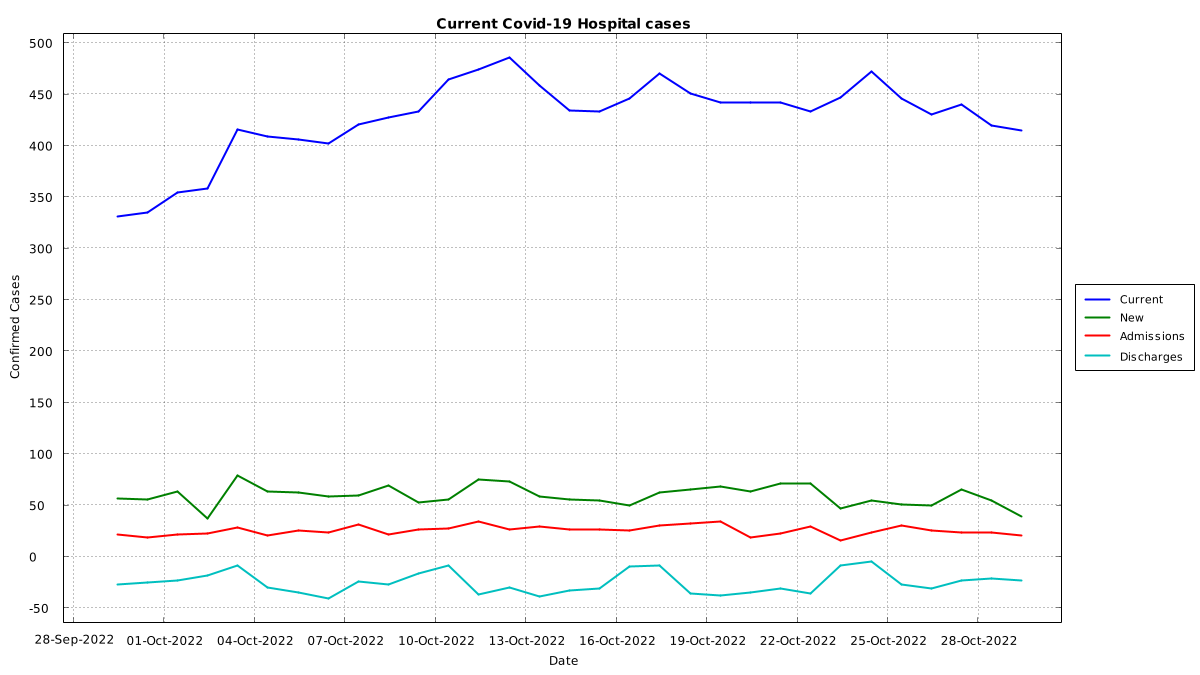 Current Covid-19 Hospital cases
500
450
400
350
300
250
200
150
100
50
0
-50
Confirmed Cases
28-Sep-2022 01-Oct-2022 04-Oct-2022 07-Oct-2022 10-Oct-2022 13-Oct-2022 16-Oct-2022 19-Oct-2022 22-Oct-2022 25-Oct-2022 28-Oct-2022
Date
Current
New
Admissions
Discharges